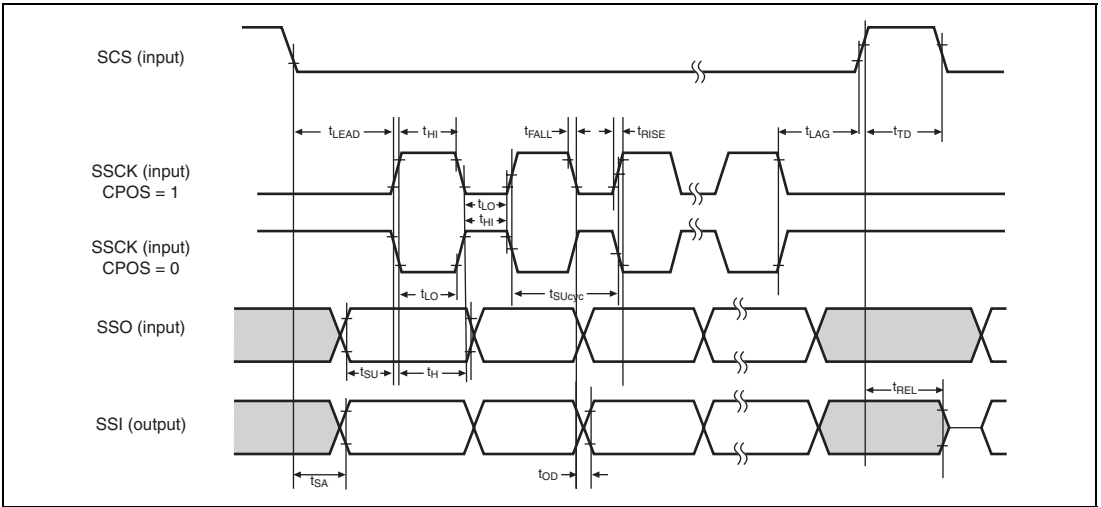 SCS (input)
tLEAD
tHI
tFALL
tRISE
tLAG
tTD
SSCK (input)
CPOS = 1
tLO
tHI
SSCK (input)
CPOS = 0
tLO
tSUcyc
SSO (input)
tSU
tH
tREL
SSI (output)
tSA
tOD